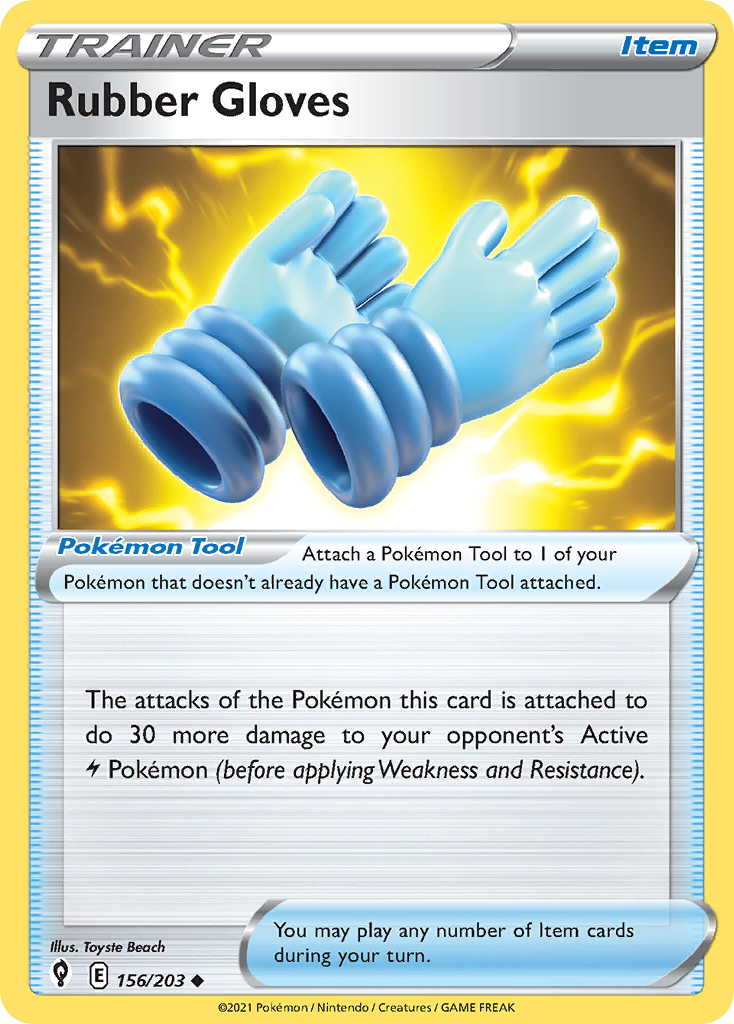 TRAINER
Item
Rubber Gloves
Pokémon Tool
Attach a Pokémon Tool to 1 of your
Pokémon that doesn't already have a Pokémon Tool attached.
The attacks of the Pokémon this card is attached to
do 30 more damage to your opponent's Active
Pokémon (before applying Weakness and Resistance).
Illus. Toyste Beach
E
156/203
You may play any number of Item cards
during your turn.
©2021 Pokémon / Nintendo / Creatures / GAME FREAK